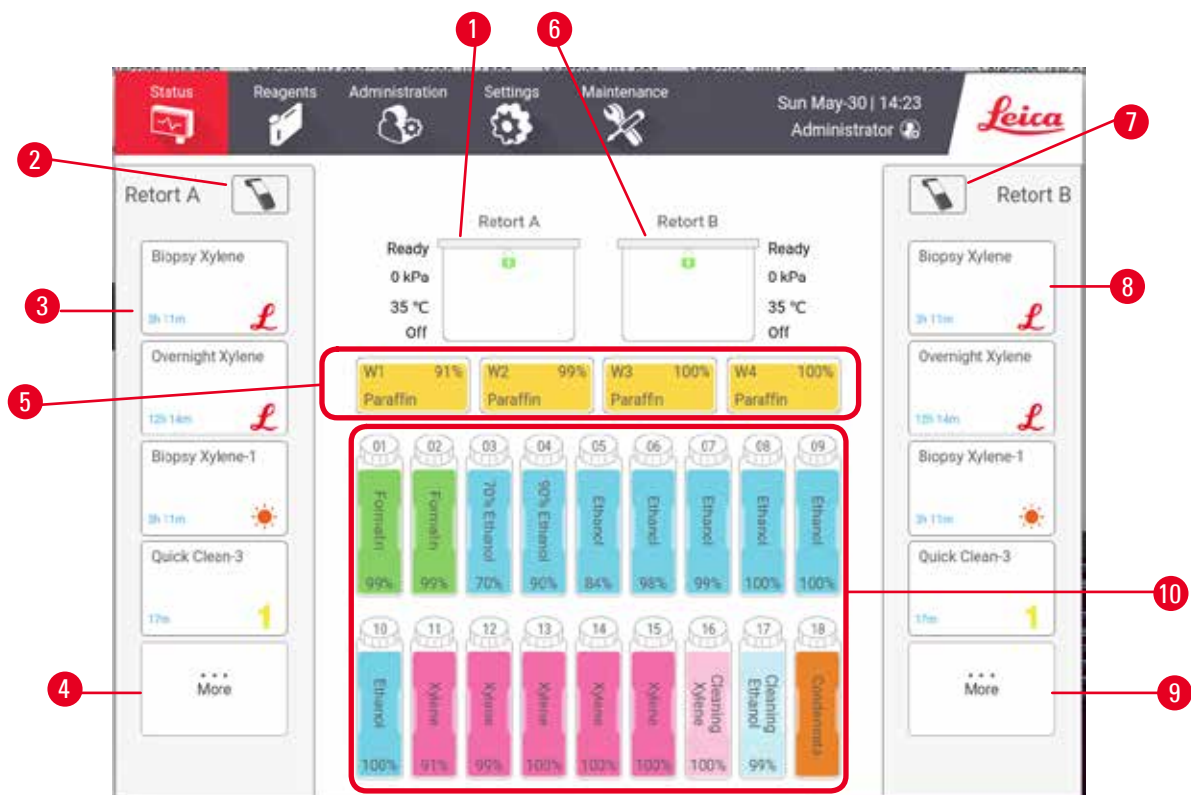 1
6
Status
Reagents
Administration
Settings
Maintenance
Sun May-30 | 14:23
Administrator
Leica
2
7
Retort A
Retort B
Retort A
Retort B
Ready
0 kPa
35 °C
Off
Ready
0 kPa
35 °C
Off
3
Biopsy Xylene
3h 11m
L
Overnight Xylene
12h 14m
L
Biopsy Xylene-1
3h 11m
Quick Clean-3
17m
1
4
... More
8
Biopsy Xylene
3h 11m
L
Overnight Xylene
12h 14m
L
Biopsy Xylene-1
3h 11m
Quick Clean-3
17m
1
9
... More
5
W1 91%
Paraffin
W2 99%
Paraffin
W3 100%
Paraffin
W4 100%
Paraffin
10
01
Formalin
99%
02
Formalin
99%
03
70% Ethanol
70%
04
90% Ethanol
90%
05
Ethanol
84%
06
Ethanol
98%
07
Ethanol
99%
08
Ethanol
100%
09
Ethanol
100%
10
Ethanol
100%
11
Xylene
91%
12
Xylene
99%
13
Xylene
100%
14
Xylene
100%
15
Xylene
100%
16
Cleaning
Xylene
100%
17
Cleaning
Ethanol
99%
18
Condensate